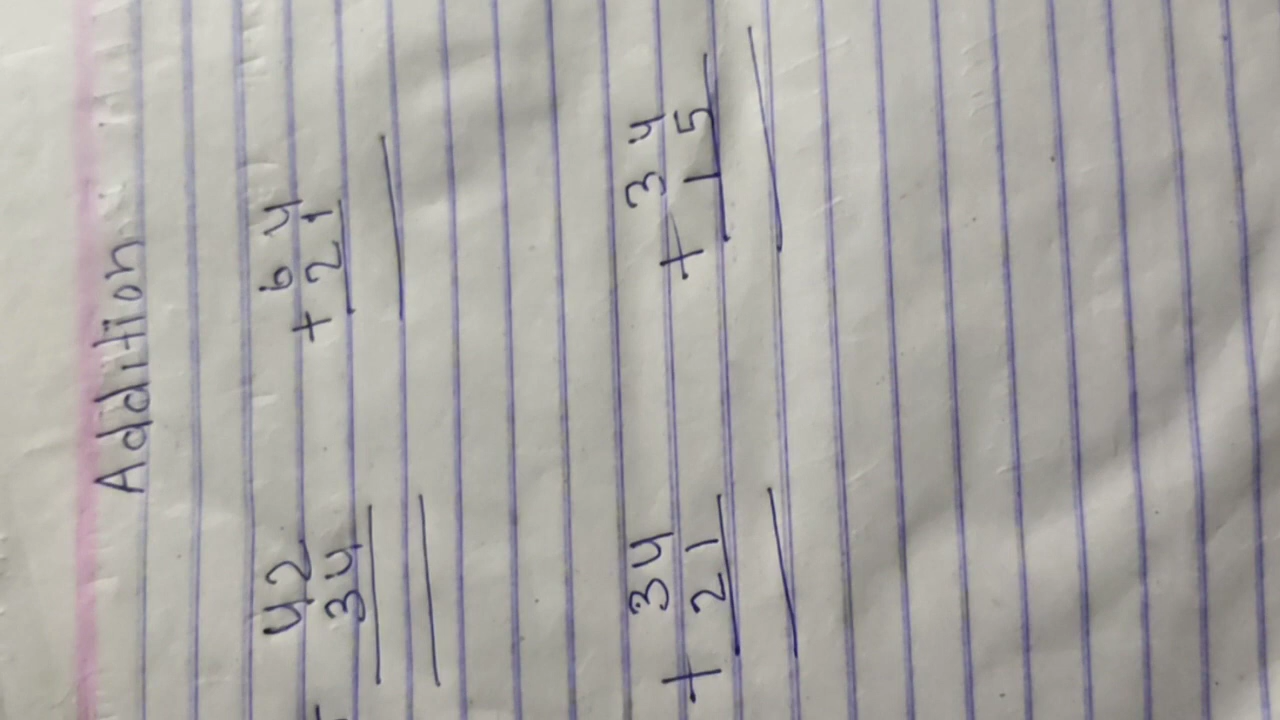 Addition
42 64
34 + 21
34 34
+ 21 + 15